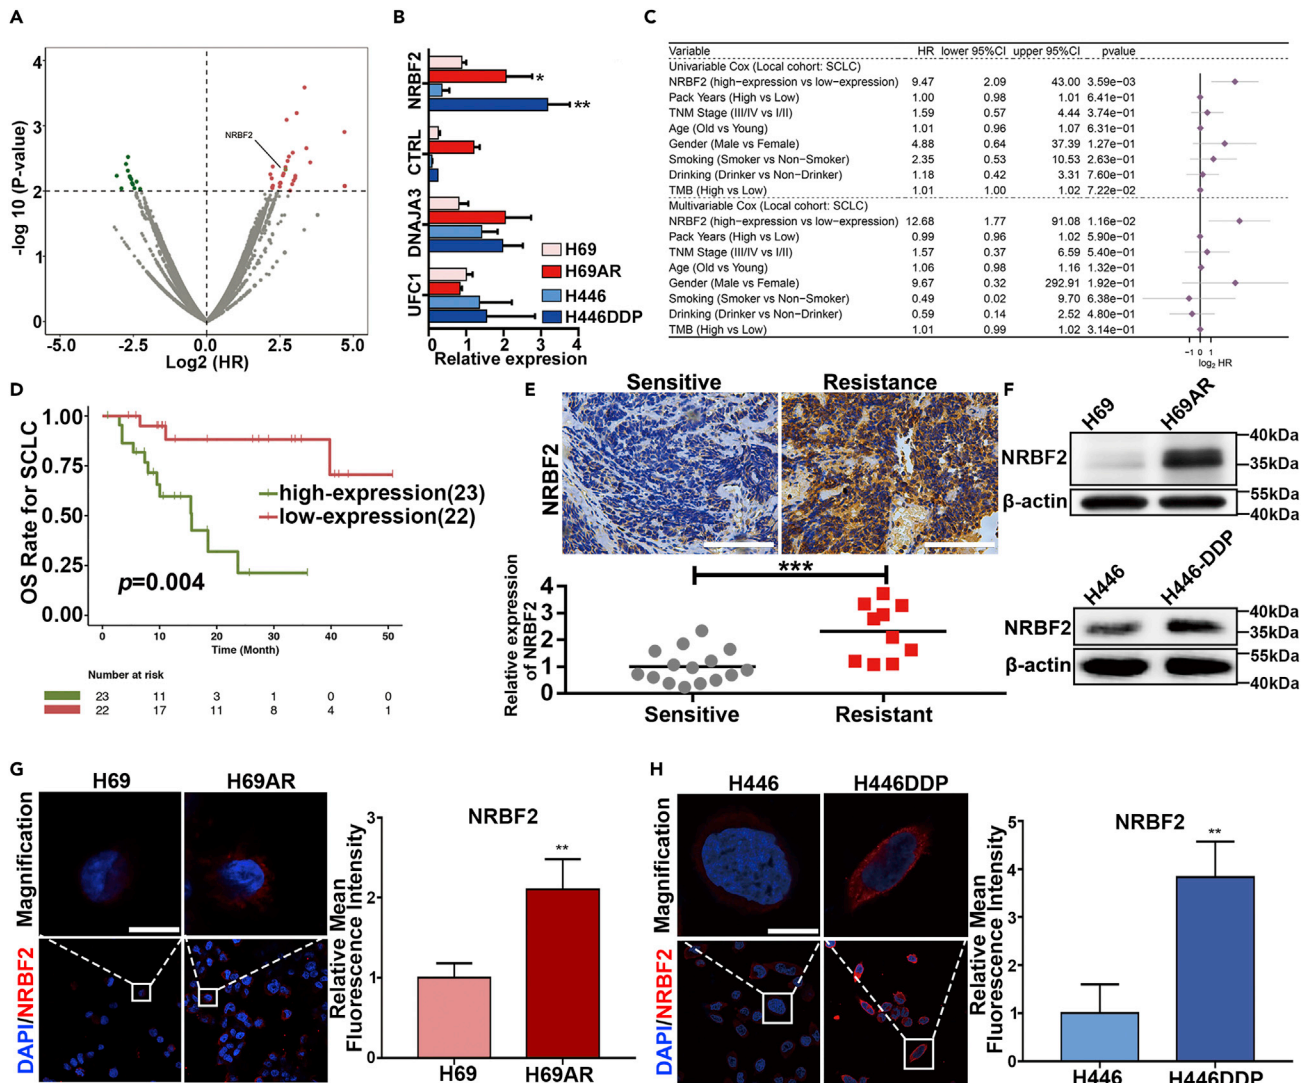 A
4
3
2
1
0
-log 10 (P-value)
NRBF2
-5.0 -2.5 0.0 2.5 5.0
Log2 (HR)
B
NRBF2
CTRL
DNAJA3
UFC1
*
**
H69
H69AR
H446
H446DDP
0 1 2 3 4
Relative expresion
C
Variable HR lower 95%CI upper 95%CI pvalue
Univariable Cox (Local cohort: SCLC)
NRBF2 (high-expression vs low-expression) 9.47 2.09 43.00 3.59e-03
Pack Years (High vs Low) 1.00 0.98 1.01 6.41e-01
TNM Stage (III/IV vs I/II) 1.59 0.57 4.44 3.74e-01
Age (Old vs Young) 1.01 0.96 1.07 6.31e-01
Gender (Male vs Female) 4.88 0.64 37.39 1.27e-01
Smoking (Smoker vs Non-Smoker) 2.35 0.53 10.53 2.63e-01
Drinking (Drinker vs Non-Drinker) 1.18 0.42 3.31 7.60e-01
TMB (High vs Low) 1.01 1.00 1.02 7.22e-02
Multivariable Cox (Local cohort: SCLC)
NRBF2 (high-expression vs low-expression) 12.68 1.77 91.08 1.16e-02
Pack Years (High vs Low) 0.99 0.96 1.02 5.90e-01
TNM Stage (III/IV vs I/II) 1.57 0.37 6.59 5.40e-01
Age (Old vs Young) 1.06 0.98 1.16 1.32e-01
Gender (Male vs Female) 9.67 0.32 292.91 1.92e-01
Smoking (Smoker vs Non-Smoker) 0.49 0.02 9.70 6.38e-01
Drinking (Drinker vs Non-Drinker) 0.59 0.14 2.52 4.80e-01
TMB (High vs Low) 1.01 0.99 1.02 3.14e-01
-1 0 1
log2 HR
D
OS Rate for SCLC
1.00
0.75
0.50
0.25
0.00
high-expression(23)
low-expression(22)
p=0.004
0 10 20 30 40 50
Time (Month)
Number at risk
23 11 3 1 0 0
22 17 11 8 4 1
E
Sensitive Resistance
NRBF2
***
Relative expression
of NRBF2
4
3
2
1
0
Sensitive Resistant
F
H69 H69AR
NRBF2
40kDa
35kDa
β-actin
55kDa
40kDa
H446 H446-DDP
NRBF2
40kDa
35kDa
β-actin
55kDa
40kDa
G
H69 H69AR
Magnification
DAPI/NRBF2
NRBF2
Relative Mean
Fluorescence Intensity
3
2
1
0
**
H69 H69AR
H
H446 H446DDP
Magnification
DAPI/NRBF2
NRBF2
Relative Mean
Fluorescence Intensity
5
4
5
1
0
**
H446 H446DDP